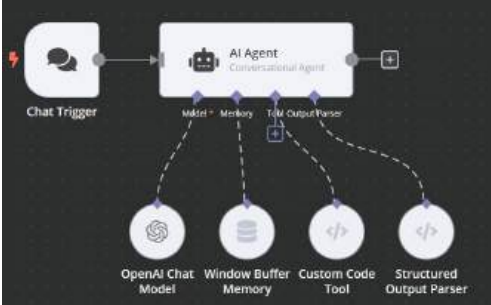 AI Agent
Conversational Agent
Chat Trigger
Model * Memory Tool Output Parser
OpenAI Chat Window Buffer Custom Code Structured
Model Memory Tool Output Parser